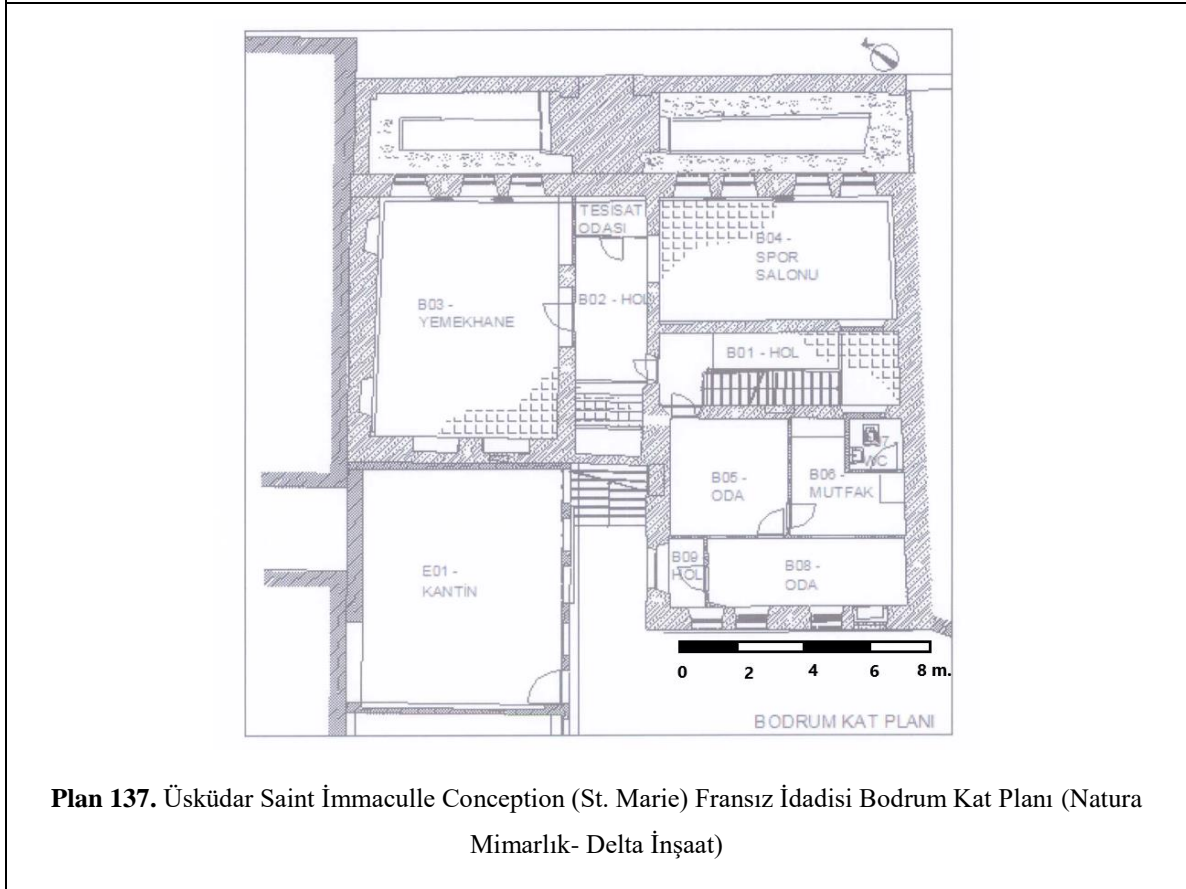 TESISAT
ODASI
B04 -
SPOR
SALONU
B02 - HOL
B03 -
YEMEKHANE
B01 - HOL
WC
B05 -
ODA
B06 -
MUTFAK
B09
HOL
B08 -
ODA
E01 -
KANTİN
0 2 4 6 8 m.
BODRUM KAT PLANI
Plan 137. Üsküdar Saint İmmaculle Conception (St. Marie) Fransız İdadisi Bodrum Kat Planı (Natura
Mimarlık- Delta İnşaat)